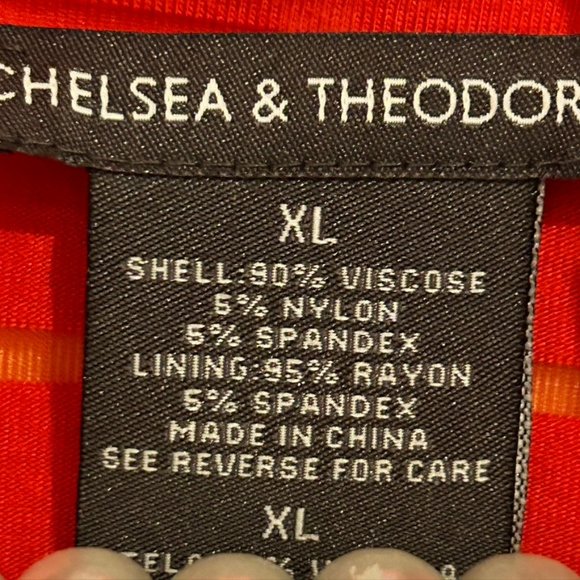 CHELSEA & THEODOR
XL
SHELL:90% VISCOSE
5% NYLON
5% SPANDEX
LINING:95% RAYON
5% SPANDEX
MADE IN CHINA
SEE REVERSE FOR CARE
XL